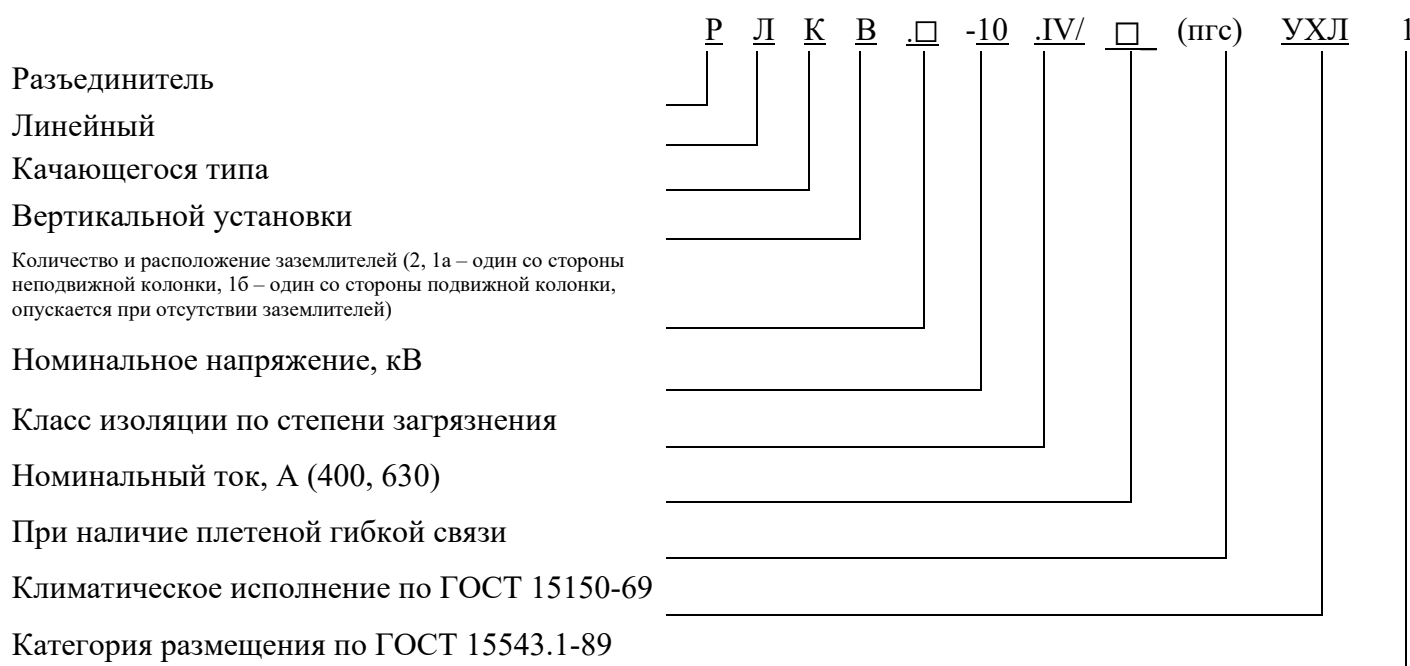 Р Л К В .□ -10 .IV/ □ (пгс) УХЛ 1
Разъединитель
Линейный
Качающегося типа
Вертикальной установки
Количество и расположение заземлителей (2, 1а – один со стороны
неподвижной колонки, 1б – один со стороны подвижной колонки,
опускается при отсутствии заземлителей)
Номинальное напряжение, кВ
Класс изоляции по степени загрязнения
Номинальный ток, А (400, 630)
При наличие плетеной гибкой связи
Климатическое исполнение по ГОСТ 15150-69
Категория размещения по ГОСТ 15543.1-89